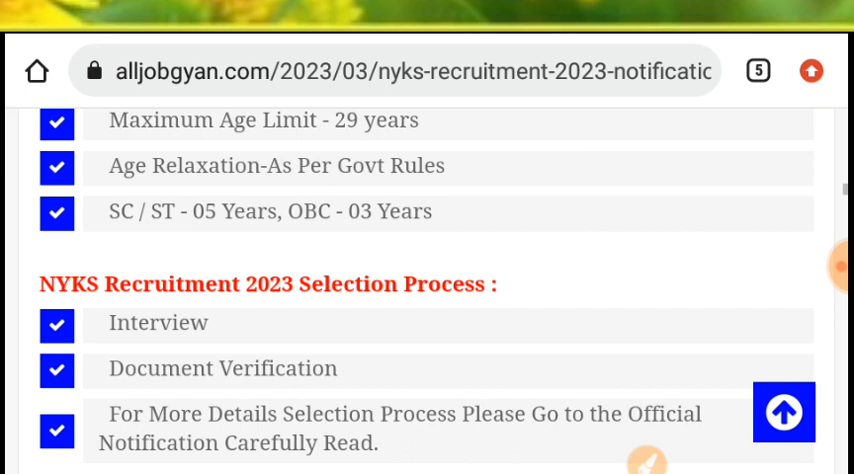 alljobgyan.com/2023/03/nyks-recruitment-2023-notificatic
5
Maximum Age Limit - 29 years
Age Relaxation-As Per Govt Rules
SC / ST - 05 Years, OBC - 03 Years
NYKS Recruitment 2023 Selection Process :
Interview
Document Verification
For More Details Selection Process Please Go to the Official
Notification Carefully Read.